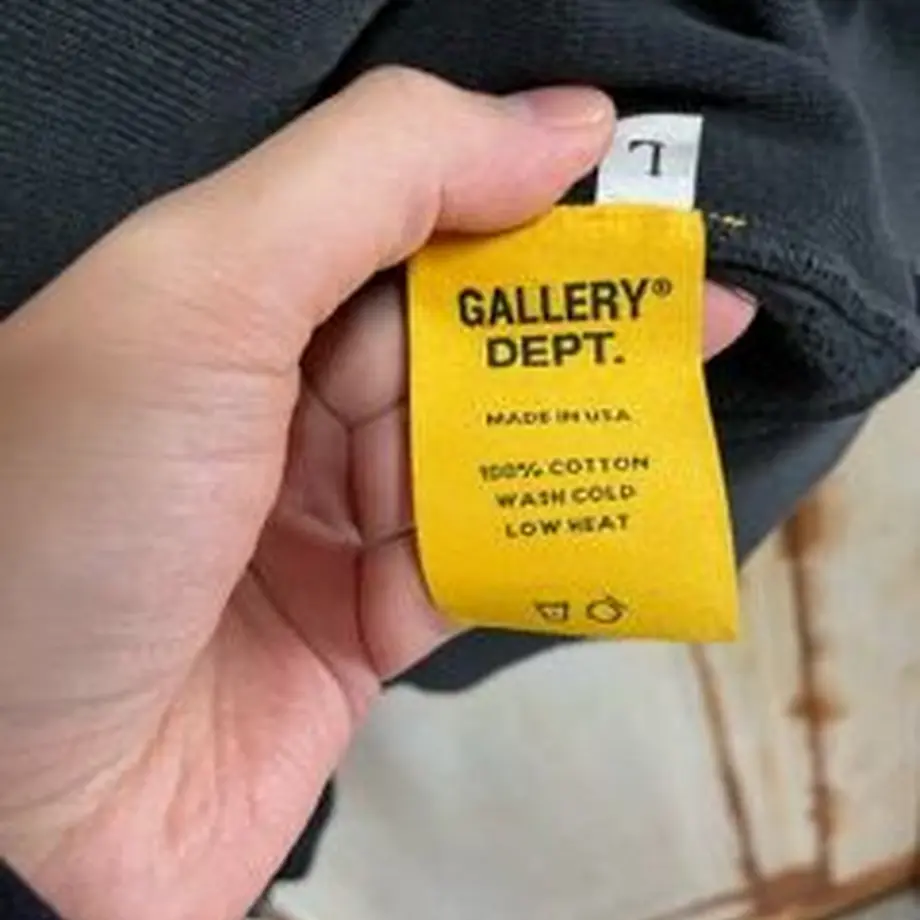 L
GALLERY®
DEPT.
MADE IN USA
100% COTTON
WASH COLD
LOW HEAT